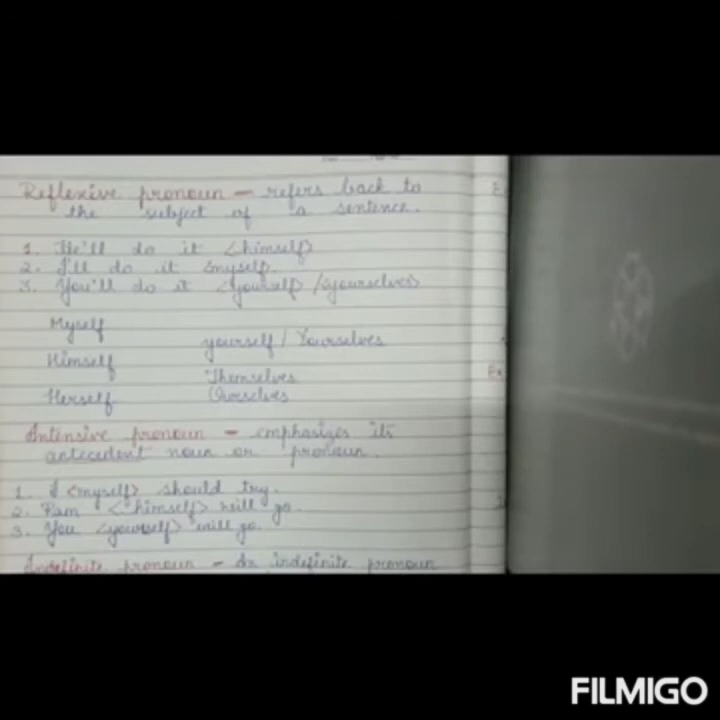 Reflexive pronoun – refers back to
the subject of a sentence.
1. He'll do it <himself>
2. I'll do it <myself>.
3. You'll do it <yourself> / <yourselves>
Myself
yourself / Yourselves
Himself
Themselves
Herself
Ourselves
Intensive pronoun – emphasizes its
antecedent noun or pronoun.
1. I <myself> should try.
2. Ram <himself> will go.
3. You <yourself> will go.
Indefinite pronoun – An indefinite pronoun
FILMIGO